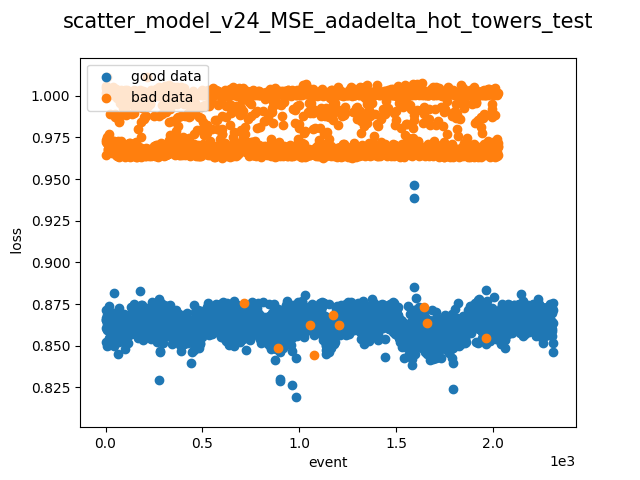 scatter_model_v24_MSE_adadelta_hot_towers_test
good data
bad data
1.000
0.975
0.950
0.925
0.900
0.875
0.850
0.825
loss
0.0
0.5
1.0
1.5
2.0
event
1e3